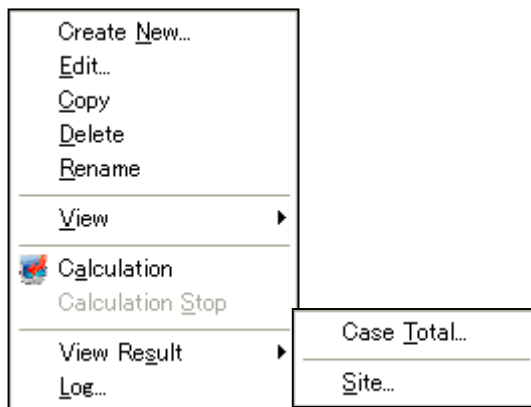 Create New...
Edit...
Copy
Delete
Rename
View
Calculation
Calculation Stop
View Result
Log...
Case Total...
Site...